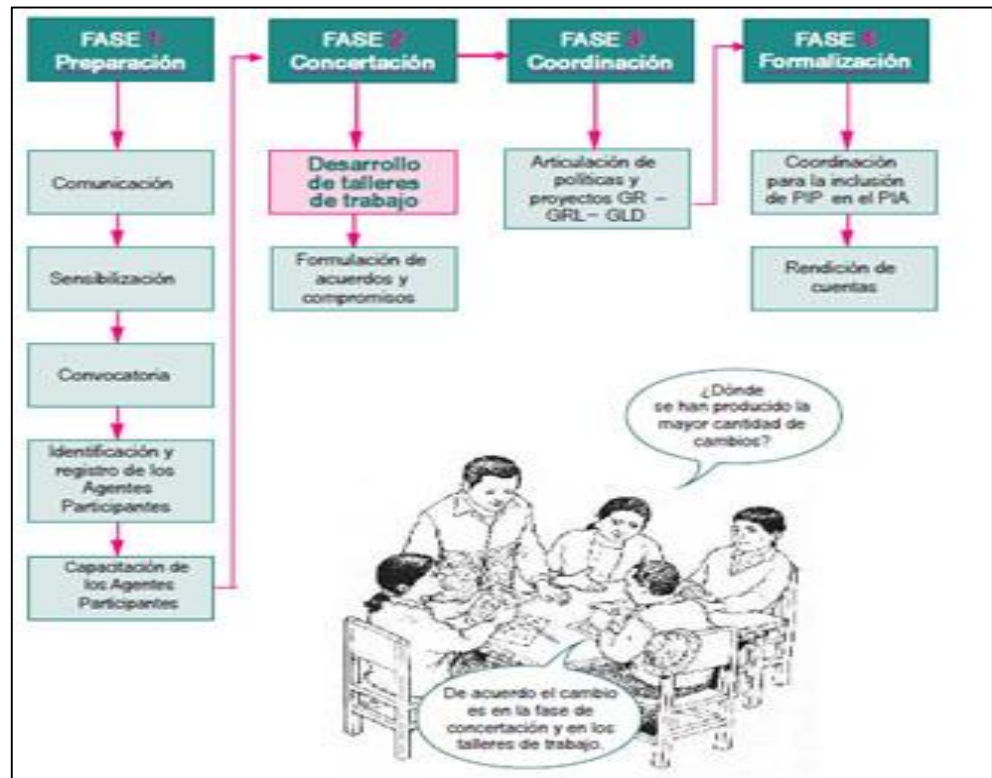 FASE 1
Preparación
Comunicación
Sensibilización
Convocatoria
Identificación y
registro de los
Agentes
Participantes
Capacitación de
los Agentes
Participantes
FASE 2
Concertación
Desarrollo
de talleres
de trabajo
Formulación de
acuerdos y
compromisos
FASE 3
Coordinación
Articulación de
políticas y
proyectos GR –
GRL– GLD
FASE 4
Formalización
Coordinación
para la inclusión
de PIP en el PIA
Rendición de
cuentas
¿Dónde
se han producido la
mayor cantidad de
cambios?
De acuerdo el cambio
es en la fase de
concertación y en los
talleres de trabajo.